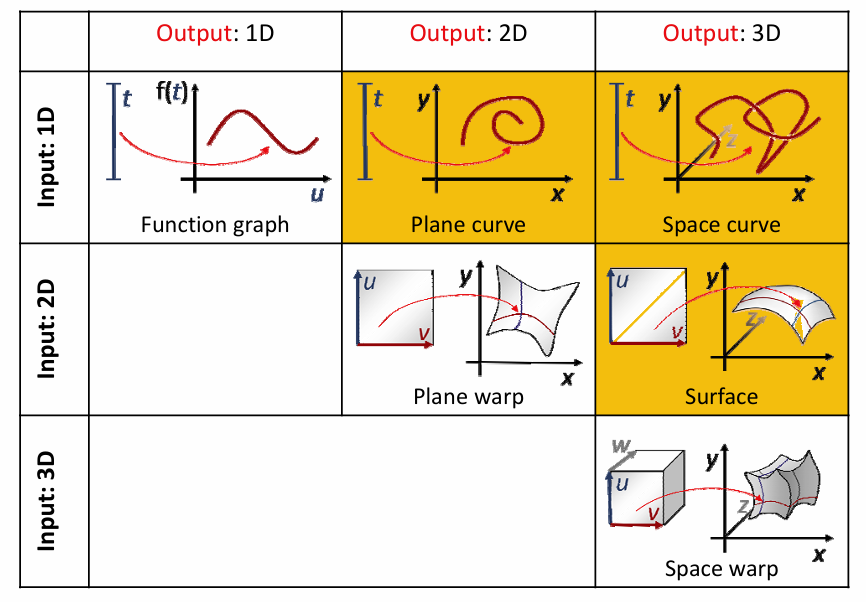 Output: 1D
Output: 2D
Output: 3D
Input: 1D
t
f(t)
u
Function graph
t
y
x
Plane curve
t
y
z
x
Space curve
Input: 2D
u
v
y
x
Plane warp
u
v
y
z
x
Surface
Input: 3D
w
u
v
y
z
x
Space warp